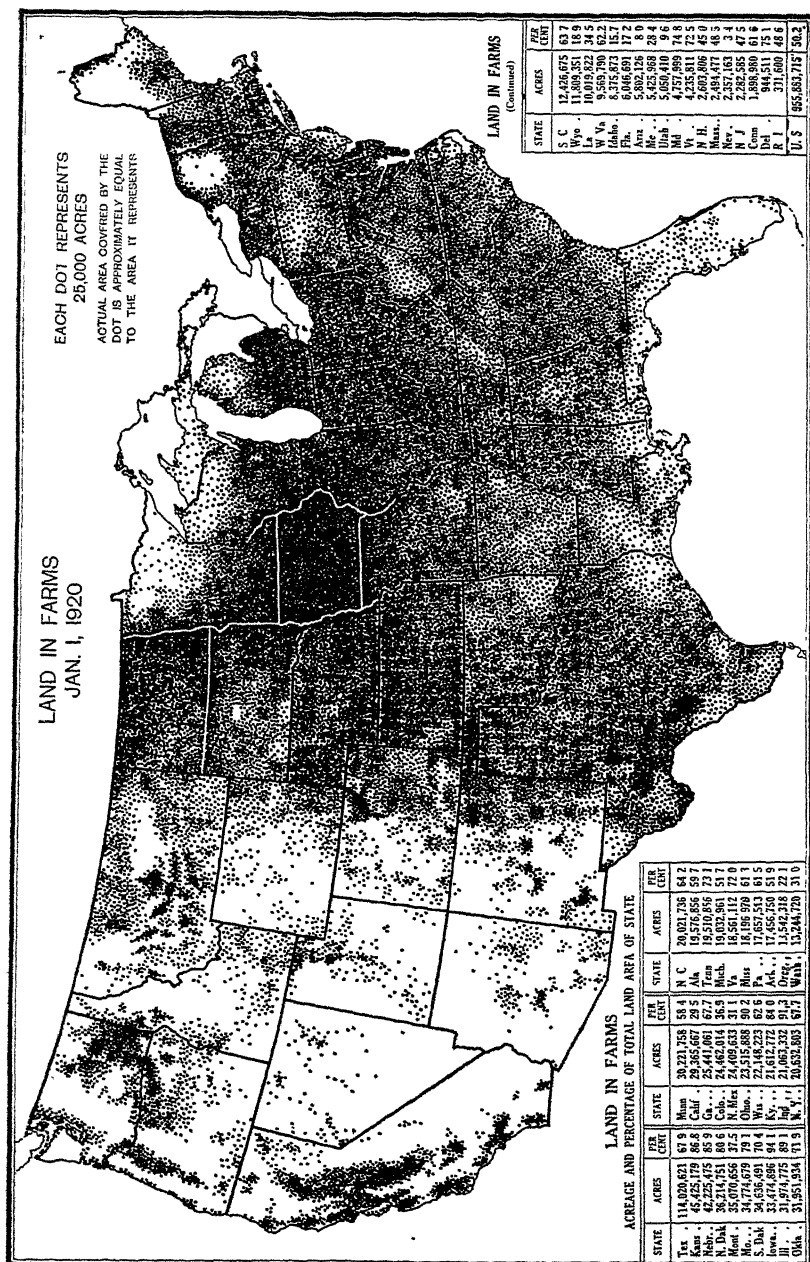 LAND IN FARMS
JAN. 1, 1920
EACH DOT REPRESENTS
25,000 ACRES
ACTUAL AREA COVERED BY THE
DOT IS APPROXIMATELY EQUAL
TO THE AREA IT REPRESENTS
LAND IN FARMS
ACREAGE AND PERCENTAGE OF TOTAL LAND AREA OF STATE
STATE ACRES PER CENT STATE ACRES PER CENT STATE ACRES PER CENT
Tex . 114,020,621 67 9 Minn 30,221,758 58 4 N C 20,021,736 64 2
Kans 45,425,179 86.8 Calif . 29,365,667 29 5 Ala 19,576,856 59 7
Nebr.. 42,225,475 85 9 Ga... 25,441,061 67.7 Tenn 19,510,856 73 1
N. Dak 36,214,751 80 6 Colo. 24,462,014 36.9 Mich. 19,032,961 51.7
Mont . 35,070,656 37.5 N. Mex 24,409,633 31 1 Va 18,561,112 72 0
Mo... 34,774,679 79 1 Ohio.. 23,515,888 90 2 Miss 18,196,979 61 3
S. Dak 34,636,491 70 4 Wis .. 22,148,223 62 6 Pa .. 17,657,513 61 5
Iowa.. 33,474,896 94 1 Ky... 21,612,772 84 0 Ark.. 17,456,750 51 9
Ill . 31,974,775 89 1 Ind .. 21,063,332 91.3 Oreg.. 13,542,318 22 1
Okla . 31,951,934 71 9 N. Y.. 20,632,803 67.7 Wash. 13,244,720 31 0
LAND IN FARMS
(Continued)
STATE ACRES PER CENT
S C 12,426,675 63 7
Wyo .. 11,809,351 18.9
La 10,019,822 34 5
W Va 9,569,790 62.2
Idaho. 8,375,873 15.7
Fla. 6,046,691 17.2
Ariz . 5,802,126 8 0
Me .. 5,425,968 28 4
Utah . 5,050,410 9 6
Md . 4,757,999 74 8
Vt . 4,235,811 72 5
N H. 2,603,806 45 0
Mass.. 2,494,477 48.5
Nev . 2,357,163 3 4
N J . 2,282,585 47.5
Conn 1,898,980 61 6
Del . 944,511 75 1
R I 331,600 48 6
U. S 955,883,715 50.2